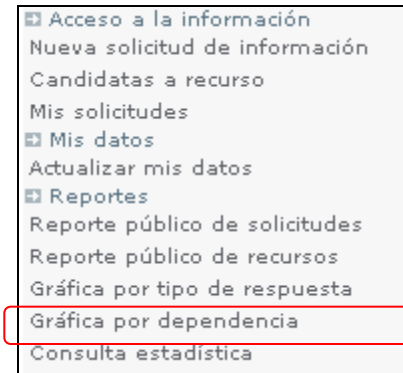 Acceso a la información
Nueva solicitud de información
Candidatas a recurso
Mis solicitudes
Mis datos
Actualizar mis datos
Reportes
Reporte público de solicitudes
Reporte público de recursos
Gráfica por tipo de respuesta
Gráfica por dependencia
Consulta estadística